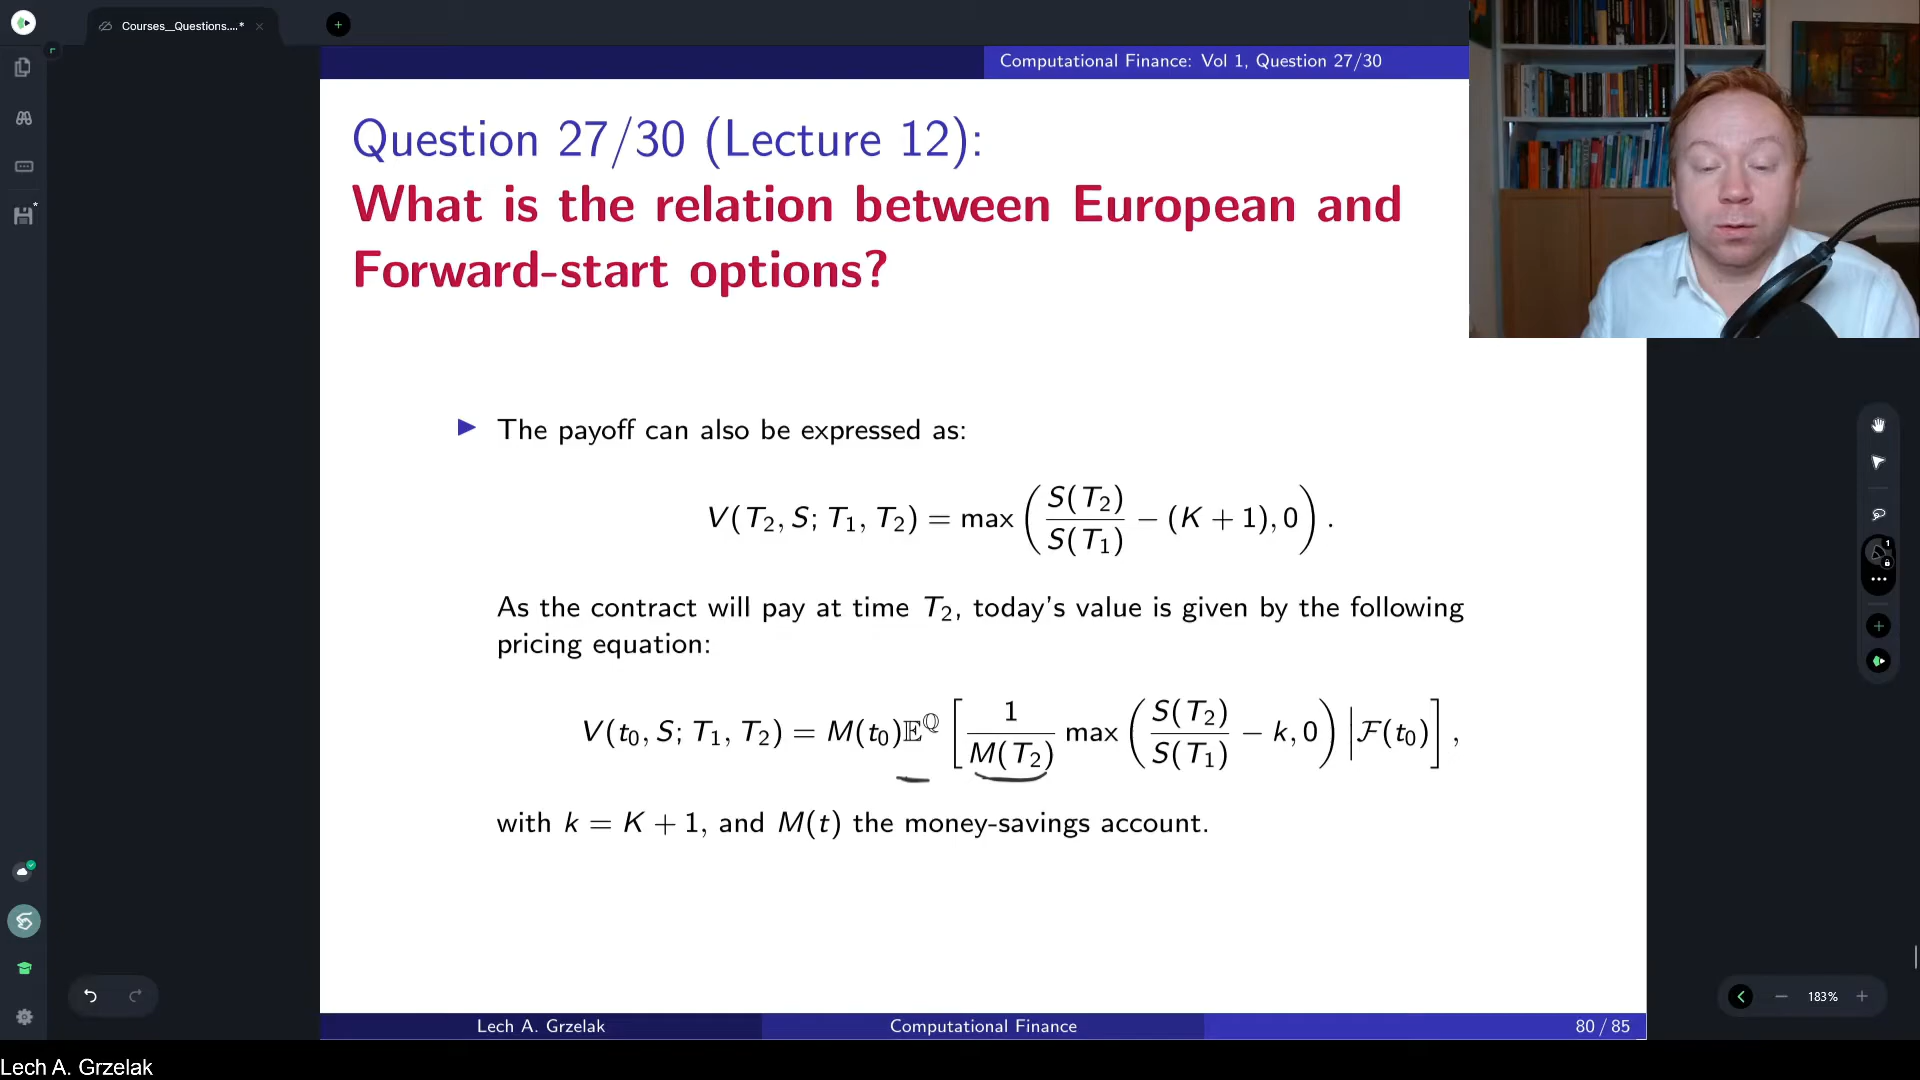 Courses__Questions....*
Computational Finance: Vol 1, Question 27/30
Question 27/30 (Lecture 12):
What is the relation between European and
Forward-start options?
The payoff can also be expressed as:
V(T₂, S; T₁, T₂) = max ( S(T₂) / S(T₁) − (K + 1), 0 ) .
As the contract will pay at time T₂, today's value is given by the following
pricing equation:
V(t₀, S; T₁, T₂) = M(t₀)𝔼^ℚ [ 1 / M(T₂) max ( S(T₂) / S(T₁) − k, 0 ) | ℱ(t₀) ] ,
with k = K + 1, and M(t) the money-savings account.
1
183%
Lech A. Grzelak
Computational Finance
80 / 85
Lech A. Grzelak